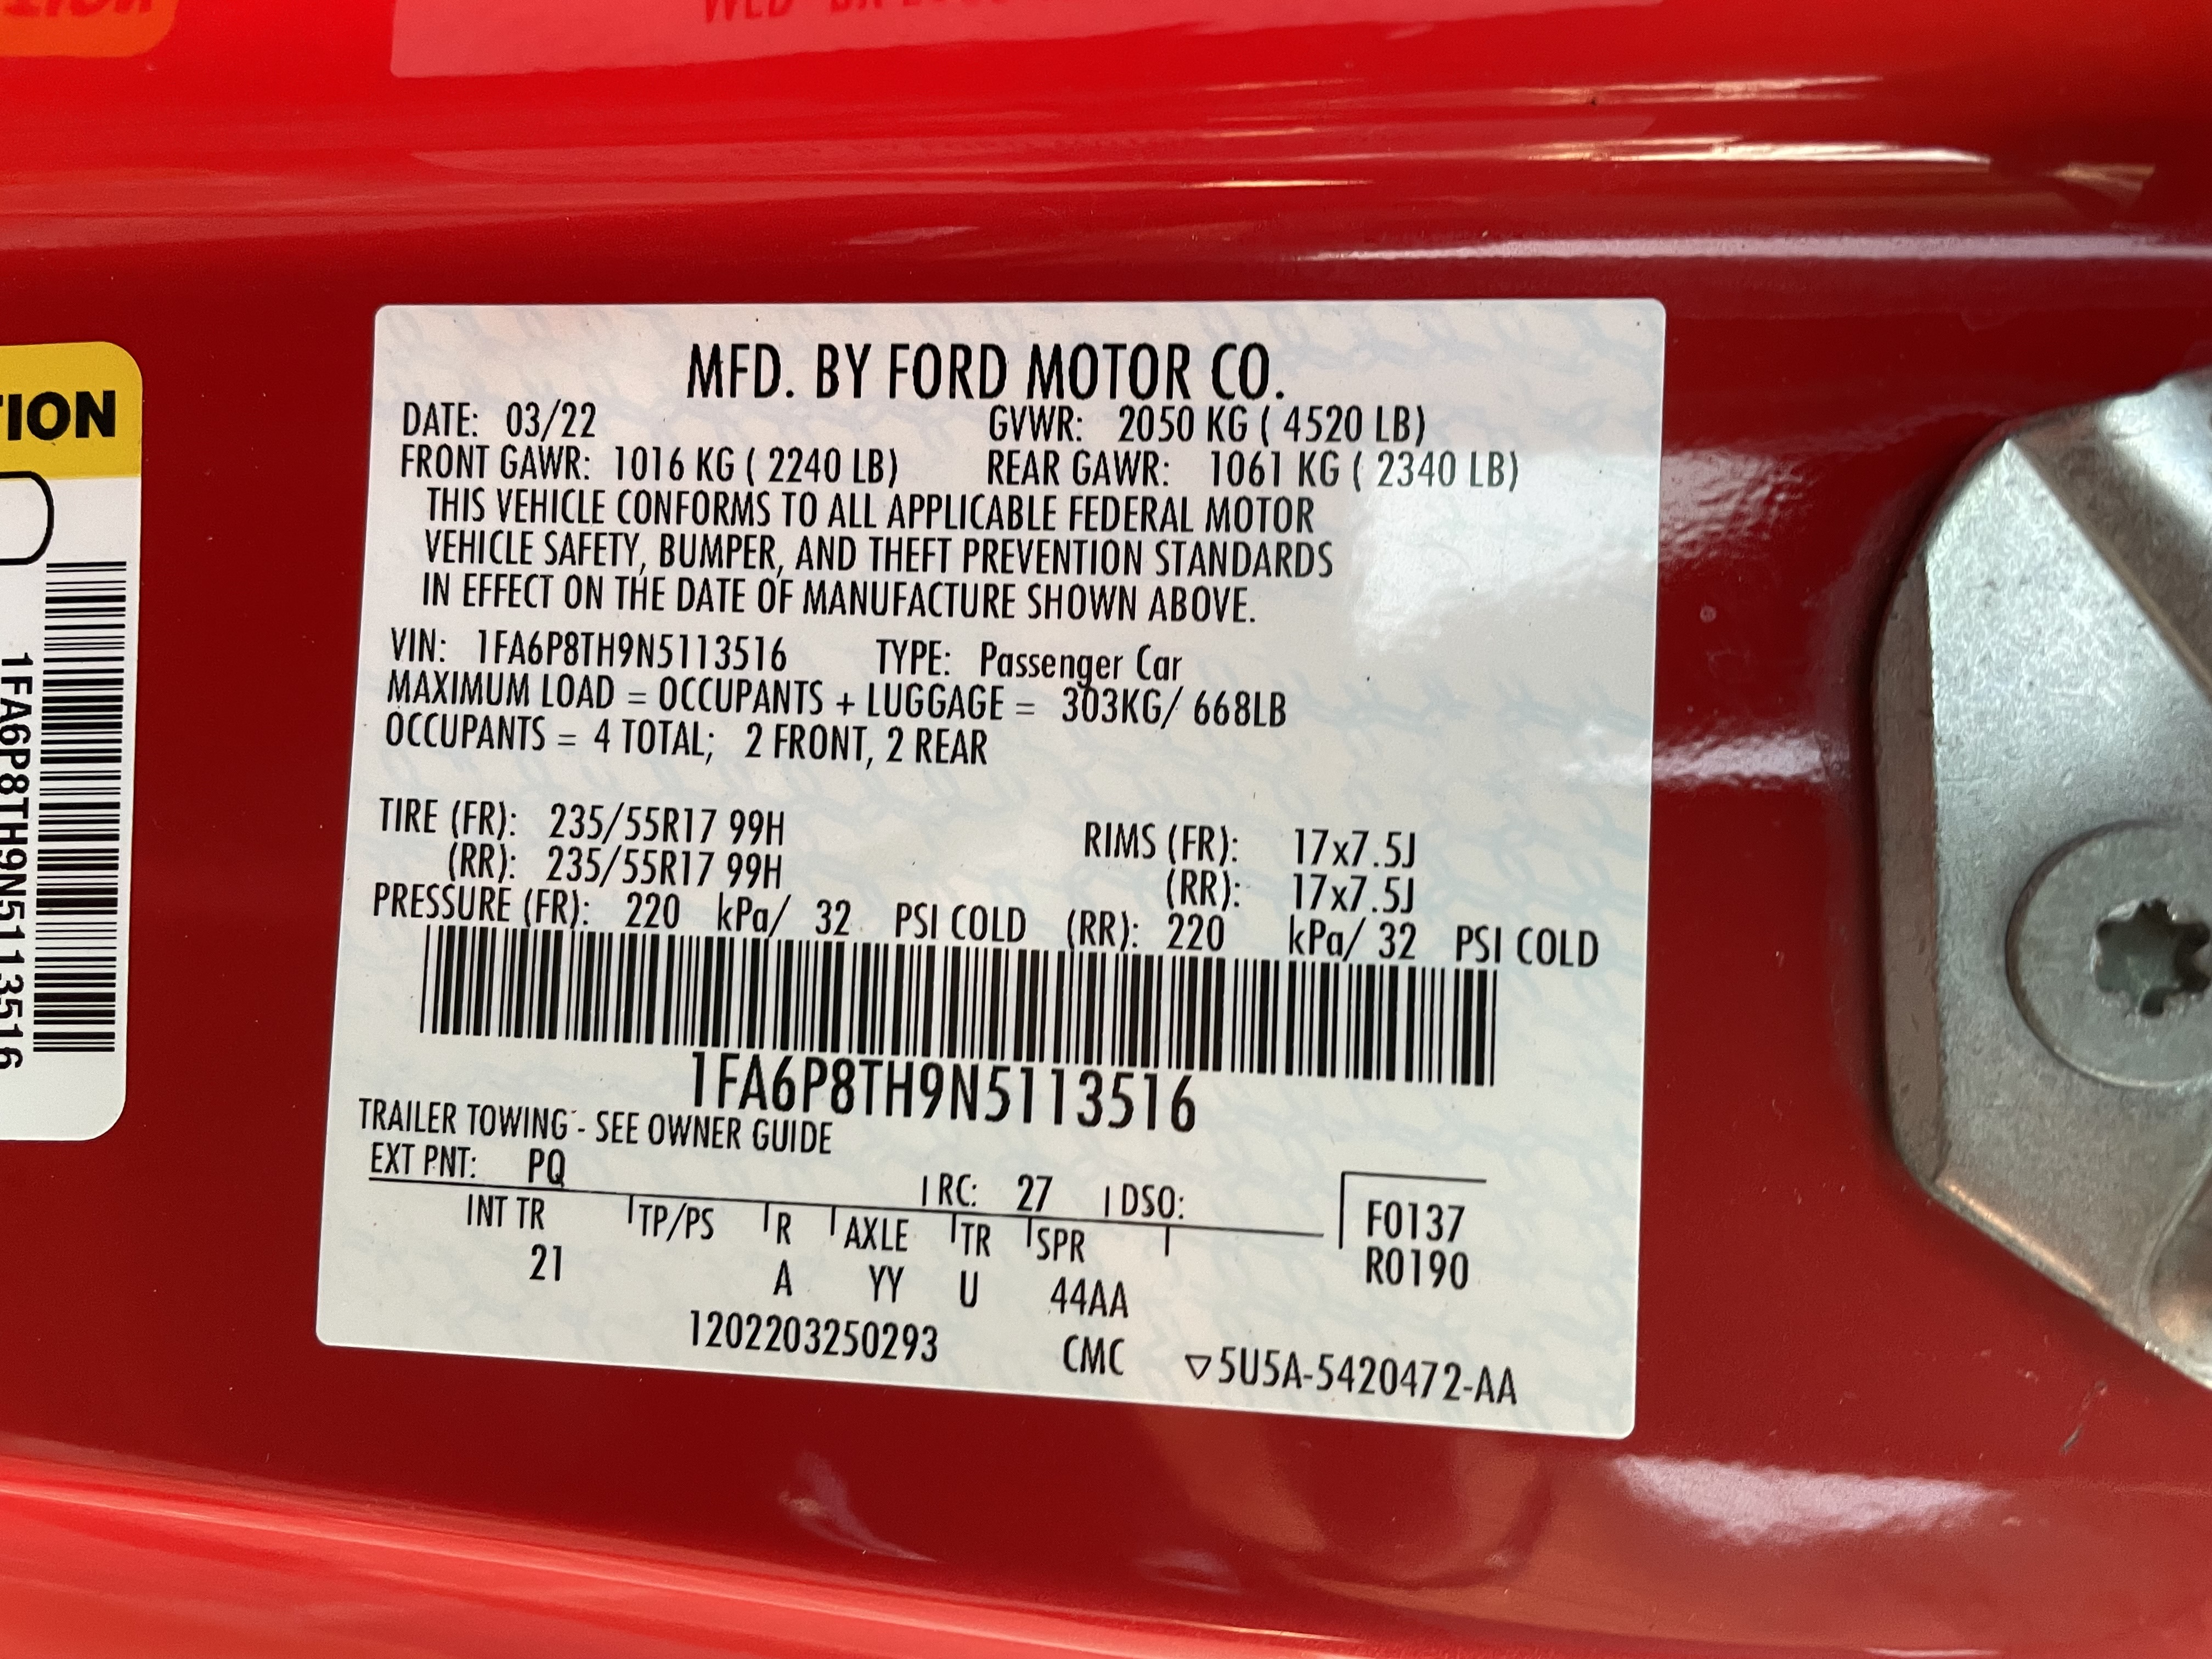 MFD. BY FORD MOTOR CO.
DATE: 03/22 GVWR: 2050 KG ( 4520 LB)
FRONT GAWR: 1016 KG ( 2240 LB) REAR GAWR: 1061 KG ( 2340 LB)
THIS VEHICLE CONFORMS TO ALL APPLICABLE FEDERAL MOTOR
VEHICLE SAFETY, BUMPER, AND THEFT PREVENTION STANDARDS
IN EFFECT ON THE DATE OF MANUFACTURE SHOWN ABOVE.
VIN: 1FA6P8TH9N5113516 TYPE: Passenger Car
MAXIMUM LOAD = OCCUPANTS + LUGGAGE = 303KG/ 668LB
OCCUPANTS = 4 TOTAL; 2 FRONT, 2 REAR
TIRE (FR): 235/55R17 99H RIMS (FR): 17x7.5J
(RR): 235/55R17 99H (RR): 17x7.5J
PRESSURE (FR): 220 kPa/ 32 PSI COLD (RR): 220 kPa/ 32 PSI COLD
1FA6P8TH9N5113516
TRAILER TOWING - SEE OWNER GUIDE
EXT PNT: PQ RC: 27 DSO:
INT TR TP/PS R AXLE TR SPR
21 A YY U 44AA
F0137
R0190
1202203250293 CMC ▽5U5A-5420472-AA
TION
1FA6P8TH9N5113516